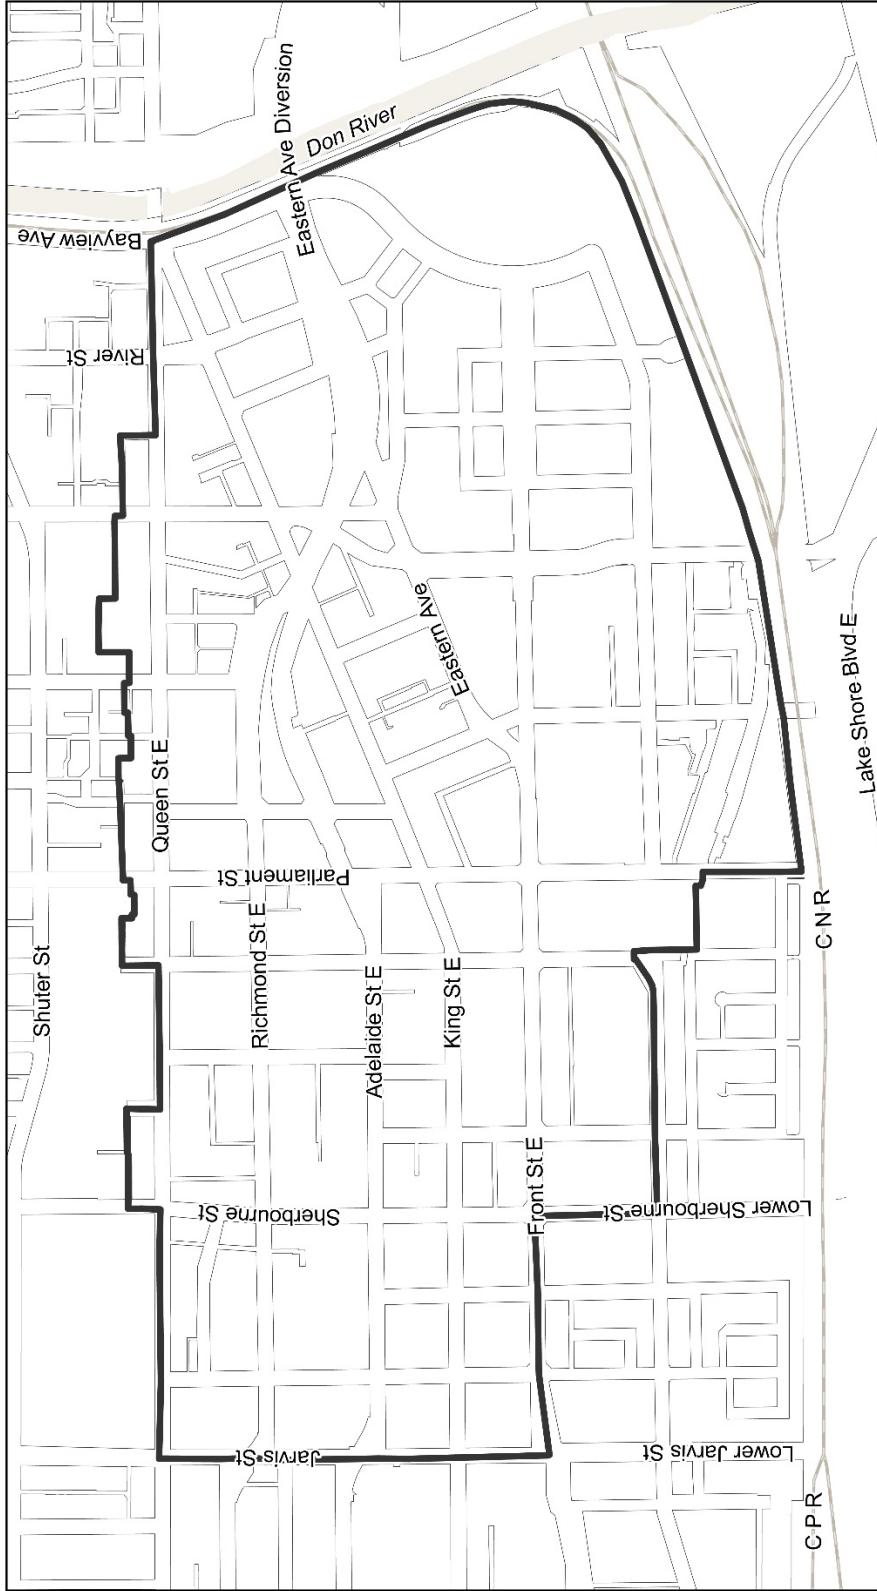 Eastern Ave Diversion
Don River
Bayview Ave
River St
Eastern Ave
Lake Shore Blvd E
Queen St E
Parliament St
Richmond St E
Shuter St
C N R
Adelaide St E
King St E
Front St E
Sherbourne St
Lower Sherbourne St
Jarvis St
Lower Jarvis St
C P R